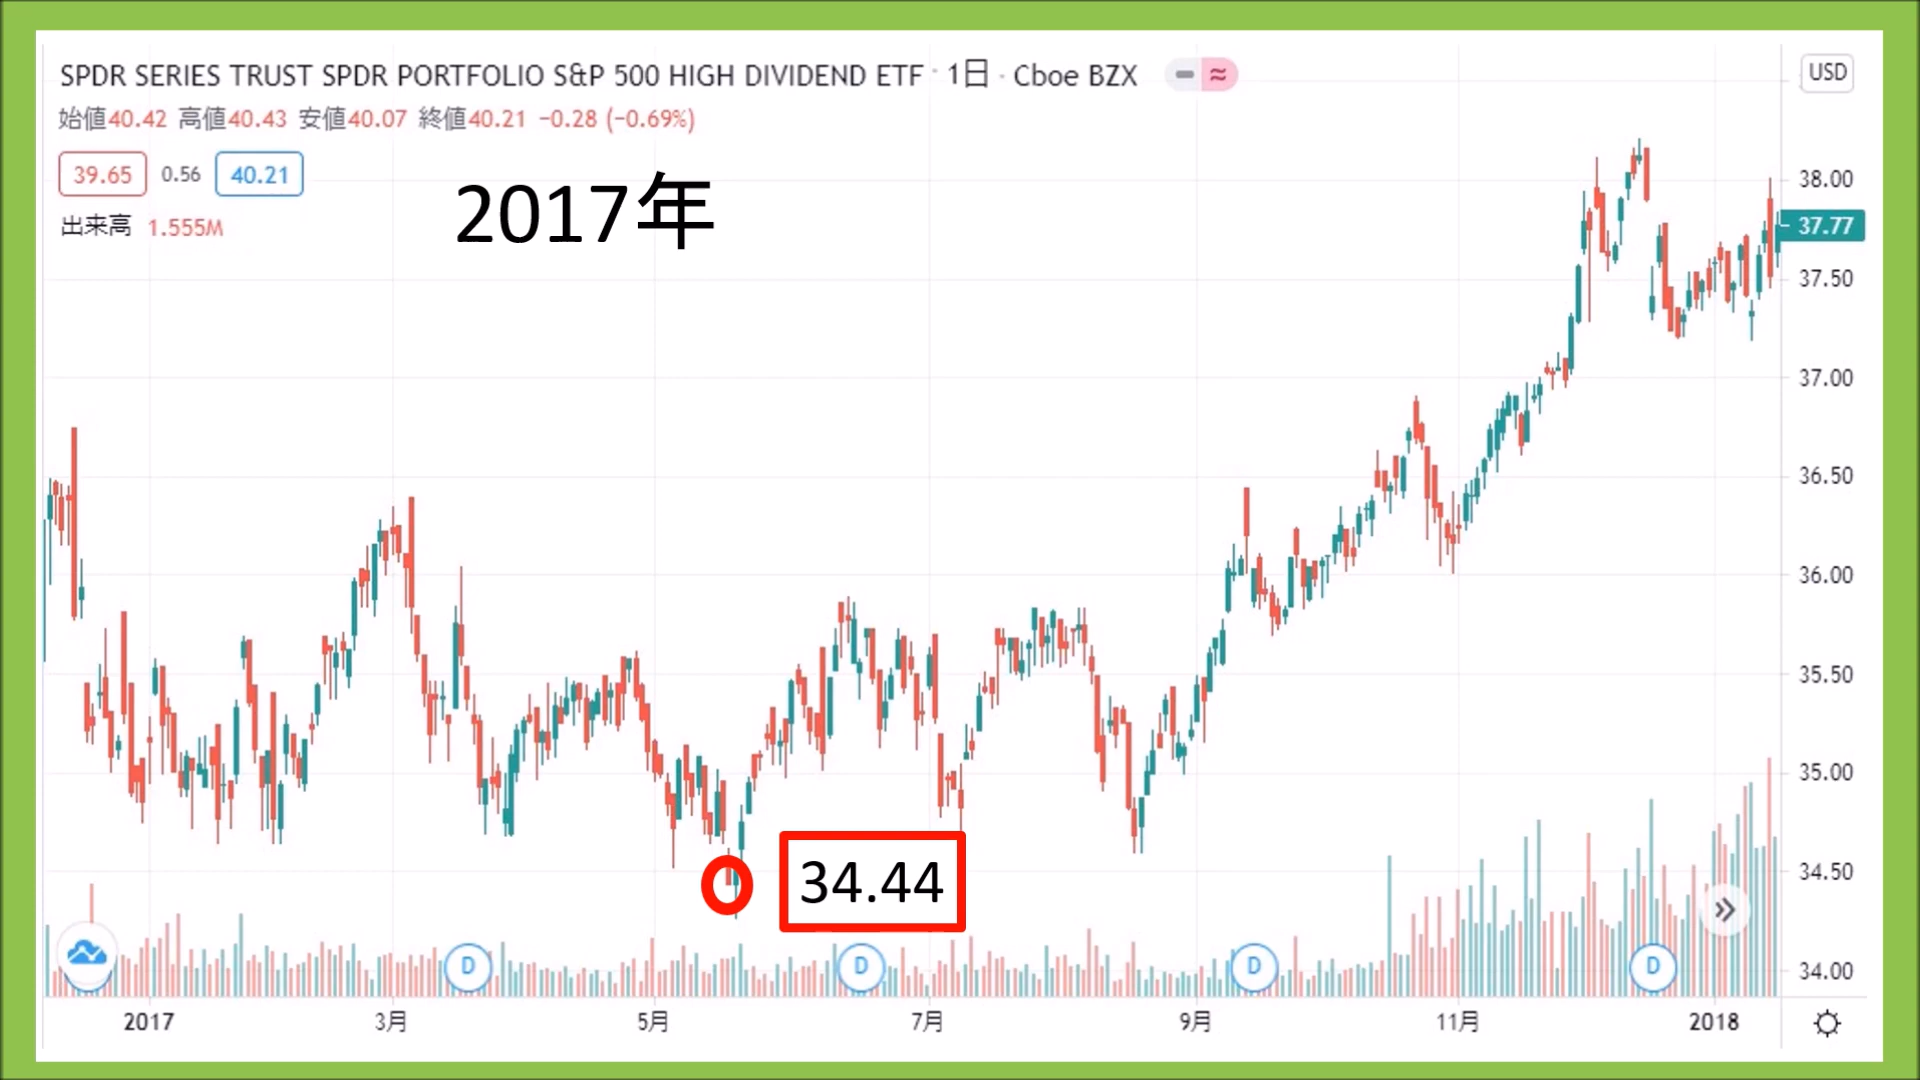 SPDR SERIES TRUST SPDR PORTFOLIO S&P 500 HIGH DIVIDEND ETF · 1日 · Cboe BZX
USD
始値40.42 高値40.43 安値40.07 終値40.21 −0.28 (−0.69%)
39.65 0.56 40.21
出来高 1.555M
2017年
38.00
37.77
37.50
37.00
36.50
36.00
35.50
35.00
34.50
34.00
34.44
D D D D
2017 3月 5月 7月 9月 11月 2018